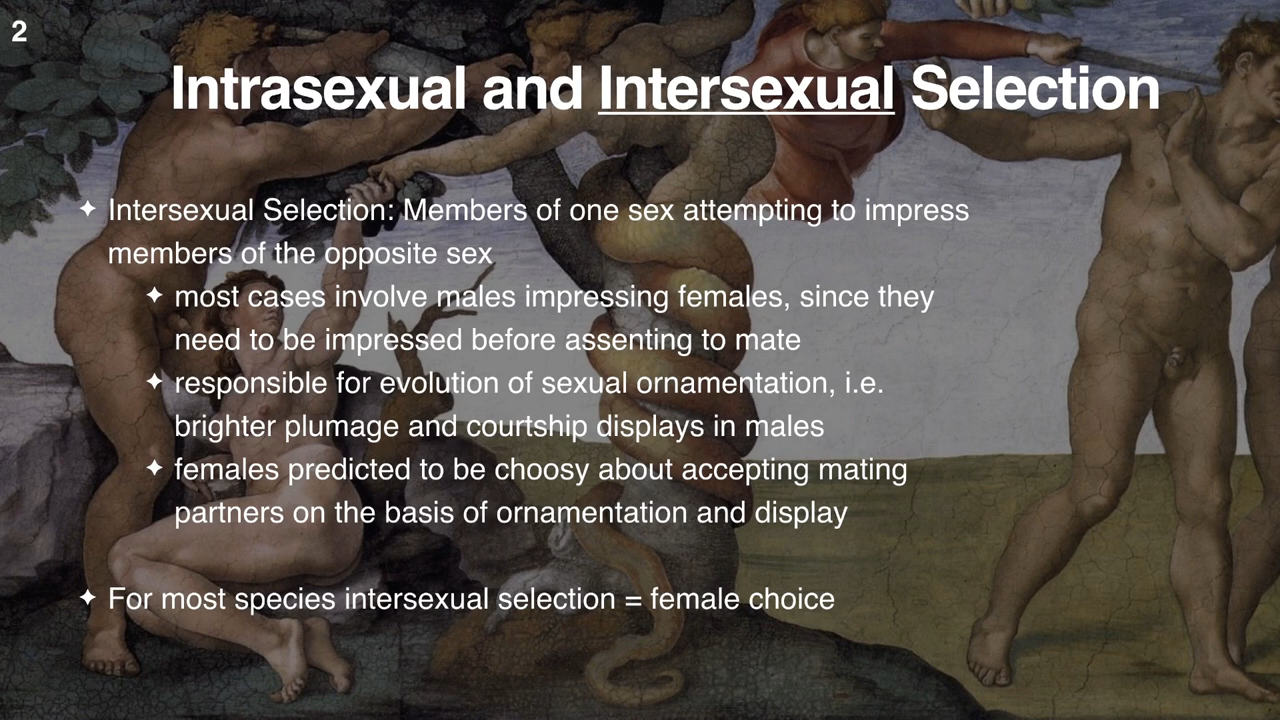 2
Intrasexual and Intersexual Selection
✦ Intersexual Selection: Members of one sex attempting to impress
members of the opposite sex
✦ most cases involve males impressing females, since they
need to be impressed before assenting to mate
✦ responsible for evolution of sexual ornamentation, i.e.
brighter plumage and courtship displays in males
✦ females predicted to be choosy about accepting mating
partners on the basis of ornamentation and display
✦ For most species intersexual selection = female choice